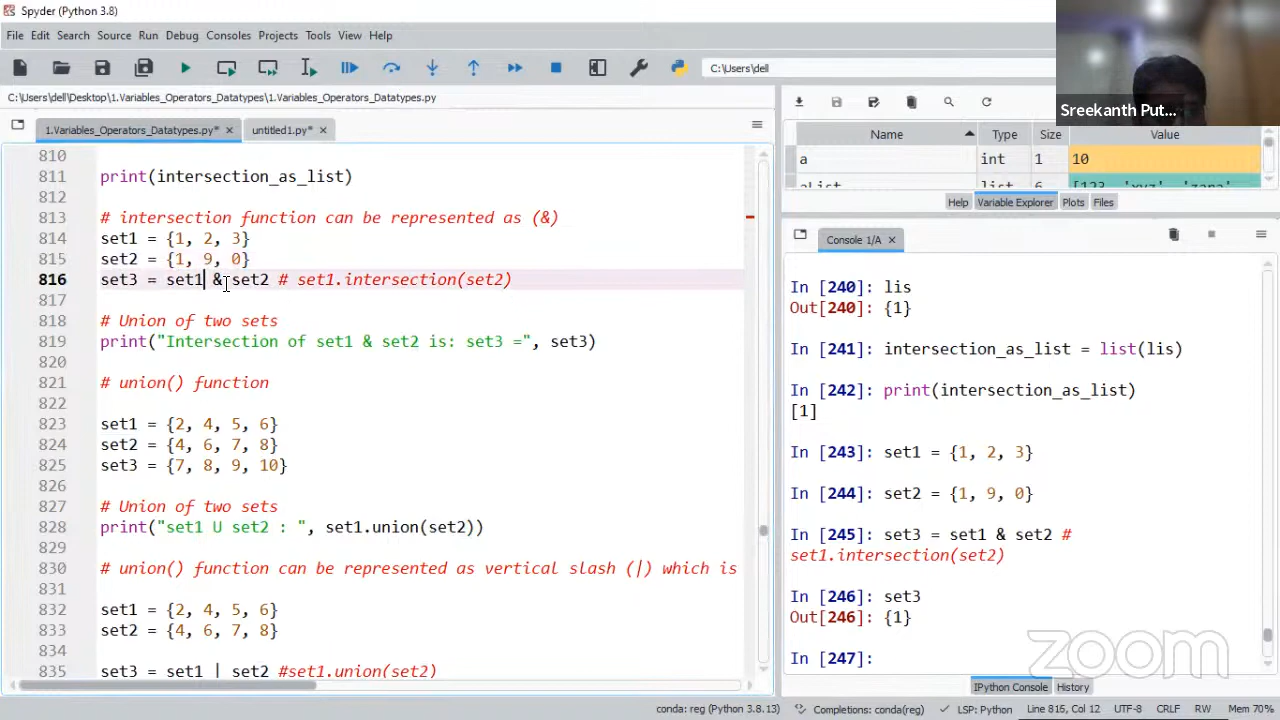 Spyder (Python 3.8)
File Edit Search Source Run Debug Consoles Projects Tools View Help
C:\Users\dell
C:\Users\dell\Desktop\1.Variables_Operators_Datatypes\1.Variables_Operators_Datatypes.py
1.Variables_Operators_Datatypes.py* untitled1.py*
810
811 print(intersection_as_list)
812
813 # intersection function can be represented as (&)
814 set1 = {1, 2, 3}
815 set2 = {1, 9, 0}
816 set3 = set1 & set2 # set1.intersection(set2)
817
818 # Union of two sets
819 print("Intersection of set1 & set2 is: set3 =", set3)
820
821 # union() function
822
823 set1 = {2, 4, 5, 6}
824 set2 = {4, 6, 7, 8}
825 set3 = {7, 8, 9, 10}
826
827 # Union of two sets
828 print("set1 U set2 : ", set1.union(set2))
829
830 # union() function can be represented as vertical slash (|) which is
831
832 set1 = {2, 4, 5, 6}
833 set2 = {4, 6, 7, 8}
834
835 set3 = set1 | set2 #set1.union(set2)
Sreekanth Put...
Name Type Size Value
a int 1 10
aList list 6 [123, 'xyz', 'zara',
Help Variable Explorer Plots Files
Console 1/A
In [240]: lis
Out[240]: {1}
In [241]: intersection_as_list = list(lis)
In [242]: print(intersection_as_list)
[1]
In [243]: set1 = {1, 2, 3}
In [244]: set2 = {1, 9, 0}
In [245]: set3 = set1 & set2 #
set1.intersection(set2)
In [246]: set3
Out[246]: {1}
In [247]:
zoom
IPython Console History
conda: reg (Python 3.8.13) Completions: conda(reg) LSP: Python Line 816, Col 12 UTF-8 CRLF RW Mem 70%